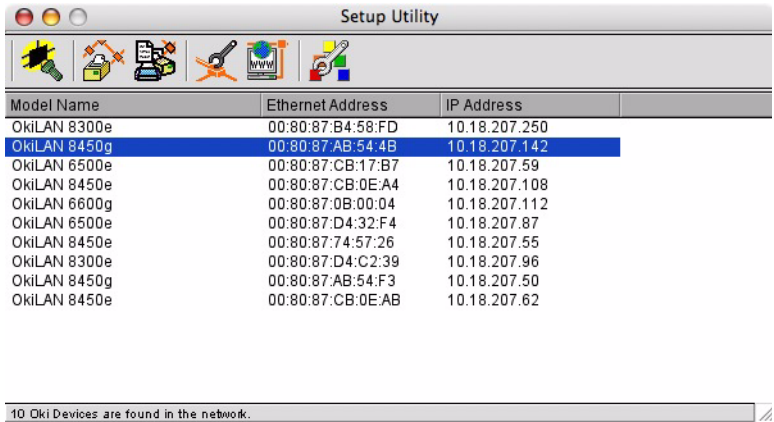 Setup Utility
WWW
Model Name Ethernet Address IP Address
OkiLAN 8300e 00:80:87:B4:58:FD 10.18.207.250
OkiLAN 8450g 00:80:87:AB:54:4B 10.18.207.142
OkiLAN 6500e 00:80:87:CB:17:B7 10.18.207.59
OkiLAN 8450e 00:80:87:CB:0E:A4 10.18.207.108
OkiLAN 6600g 00:80:87:0B:00:04 10.18.207.112
OkiLAN 6500e 00:80:87:D4:32:F4 10.18.207.87
OkiLAN 8450e 00:80:87:74:57:26 10.18.207.55
OkiLAN 8300e 00:80:87:D4:C2:39 10.18.207.96
OkiLAN 8450g 00:80:87:AB:54:F3 10.18.207.50
OkiLAN 8450e 00:80:87:CB:0E:AB 10.18.207.62
10 Oki Devices are found in the network.